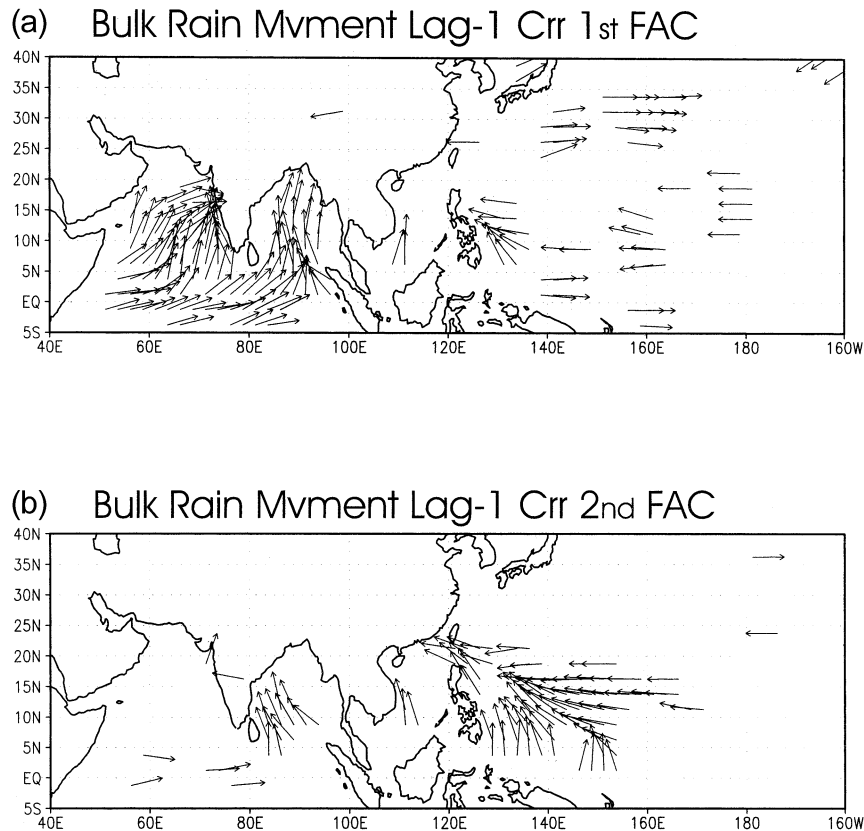 (a) Bulk Rain Mvment Lag-1 Crr 1st FAC
40N
35N
30N
25N
20N
15N
10N
5N
EQ
5S
40E 60E 80E 100E 120E 140E 160E 180 160W
(b) Bulk Rain Mvment Lag-1 Crr 2nd FAC
40N
35N
30N
25N
20N
15N
10N
5N
EQ
5S
40E 60E 80E 100E 120E 140E 160E 180 160W